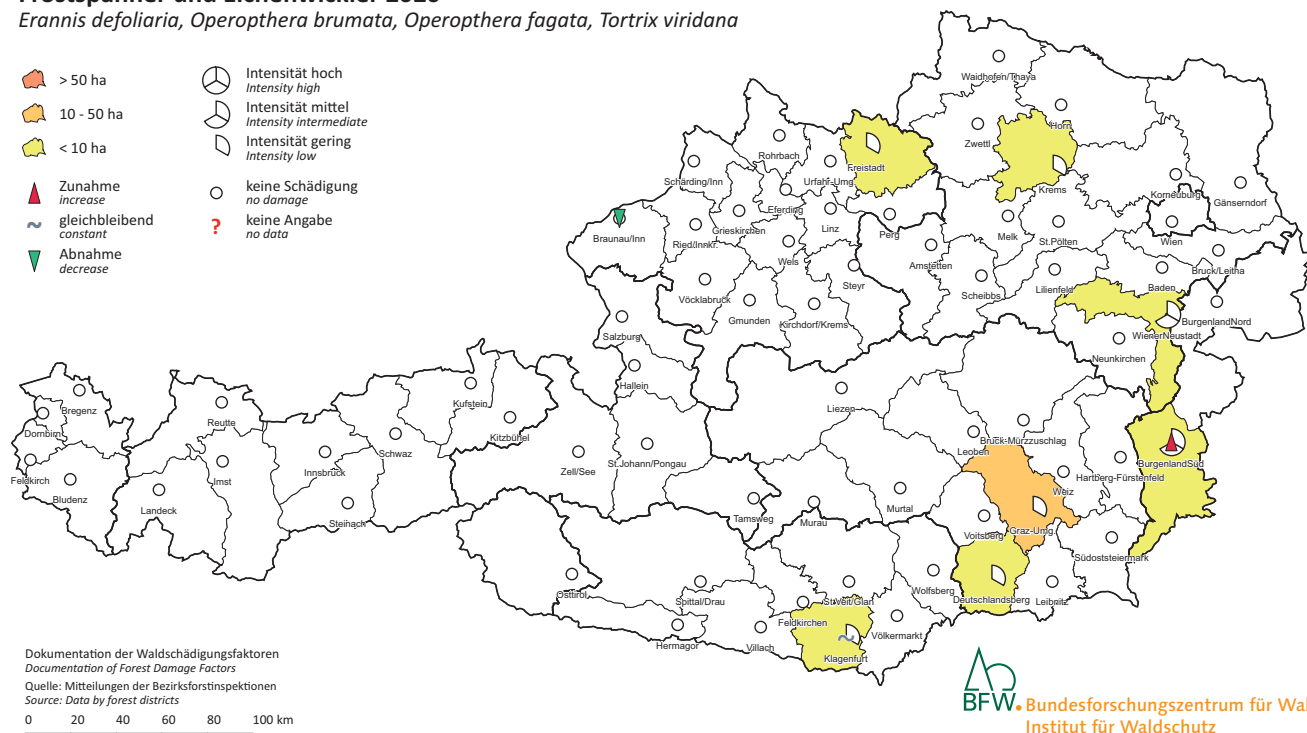 Erannis defoliaria, Operopthera brumata, Operopthera fagata, Tortrix viridana
> 50 ha
10 - 50 ha
< 10 ha
Zunahme
increase
~ gleichbleibend
constant
Abnahme
decrease
Intensität hoch
Intensity high
Intensität mittel
Intensity intermediate
Intensität gering
Intensity low
keine Schädigung
no damage
? keine Angabe
no data
Waidhofen/Thaya
Horn
Zwettl
Krems
Rohrbach
Freistadt
Schärding/Inn
Urfahr-Umg
Korneuburg
Gänserndorf
Eferding
Braunau/Inn
Ried/Innkr.
Grieskirchen
Linz
Perg
Melk
St.Pölten
Wien
Wels
Amstetten
Bruck/Leitha
Steyr
Scheibbs
Lilienfeld
Baden
Vöcklabruck
Gmunden
Kirchdorf/Krems
BurgenlandNord
WienerNeustadt
Salzburg
Neunkirchen
Hallein
Bregenz
Dornbirn
Reutte
Kufstein
Kitzbühel
Liezen
Bruck-Mürzzuschlag
Leoben
Feldkirch
Bludenz
Imst
Innsbruck
Schwaz
Zell/See
St.Johann/Pongau
Hartberg-Fürstenfeld
BurgenlandSüd
Weiz
Landeck
Steinach
Tamsweg
Murau
Murtal
Graz-Umg.
Voitsberg
Südoststeiermark
Osttirol
Spittal/Drau
St.Veit/Glan
Wolfsberg
Deutschlandsberg
Leibnitz
Feldkirchen
Hermagor
Villach
~
Klagenfurt
Völkermarkt
Dokumentation der Waldschädigungsfaktoren
Documentation of Forest Damage Factors
Quelle: Mitteilungen der Bezirksforstinspektionen
Source: Data by forest districts
0 20 40 60 80 100 km
BFW.
Bundesforschungszentrum für
Institut für Waldschutz